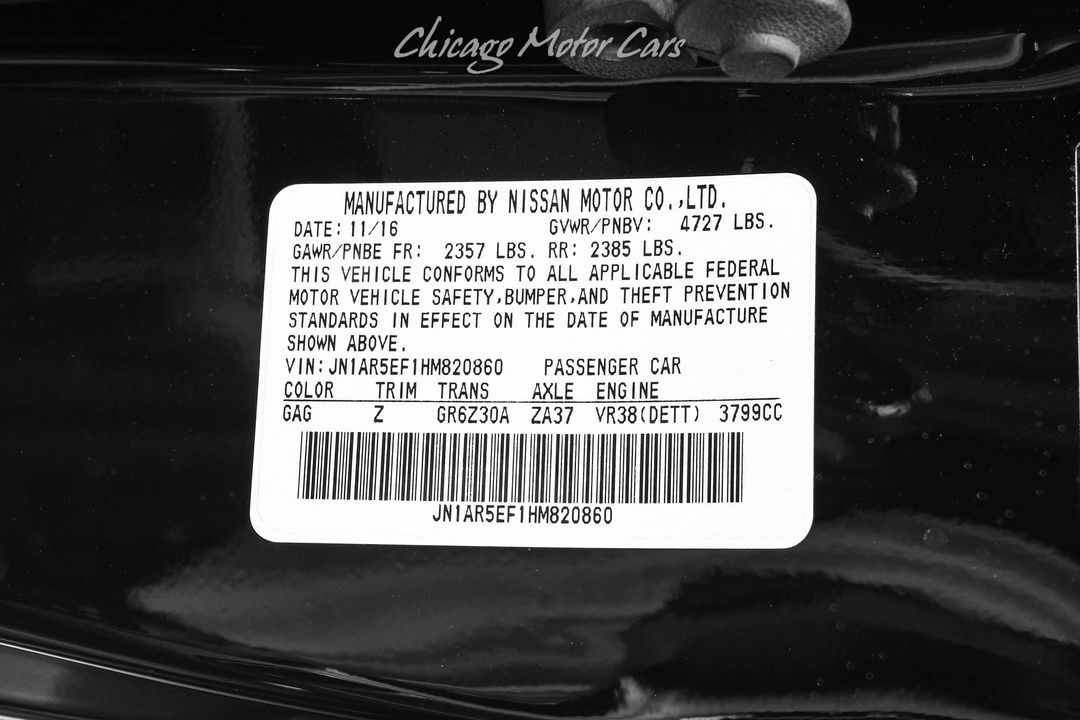 Chicago Motor Cars
MANUFACTURED BY NISSAN MOTOR CO.,LTD.
DATE: 11/16 GVWR/PNBV: 4727 LBS.
GAWR/PNBE FR: 2357 LBS. RR: 2385 LBS.
THIS VEHICLE CONFORMS TO ALL APPLICABLE FEDERAL
MOTOR VEHICLE SAFETY,BUMPER,AND THEFT PREVENTION
STANDARDS IN EFFECT ON THE DATE OF MANUFACTURE
SHOWN ABOVE.
VIN: JN1AR5EF1HM820860 PASSENGER CAR
COLOR TRIM TRANS AXLE ENGINE
GAG Z GR6Z30A ZA37 VR38(DETT) 3799CC
JN1AR5EF1HM820860